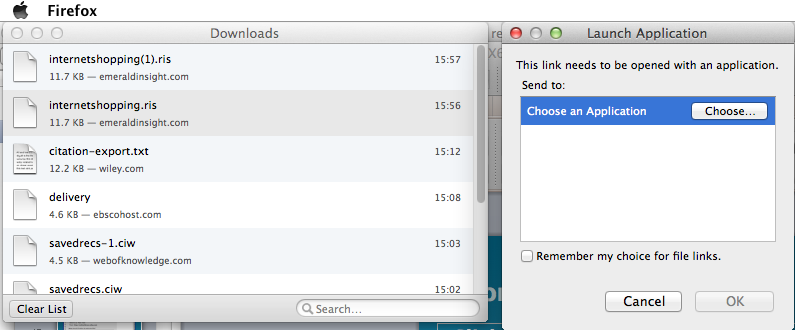 Firefox
Downloads
internetshopping(1).ris 15:57
11.7 KB — emeraldinsight.com
internetshopping.ris 15:56
11.7 KB — emeraldinsight.com
citation-export.txt 15:12
12.2 KB — wiley.com
delivery 15:08
4.6 KB — ebscohost.com
savedrecs-1.ciw 15:03
4.5 KB — webofknowledge.com
savedrecs.ciw 15:02
Clear List
Search...
Launch Application
This link needs to be opened with an application.
Send to:
Choose an Application Choose...
Remember my choice for file links.
Cancel OK